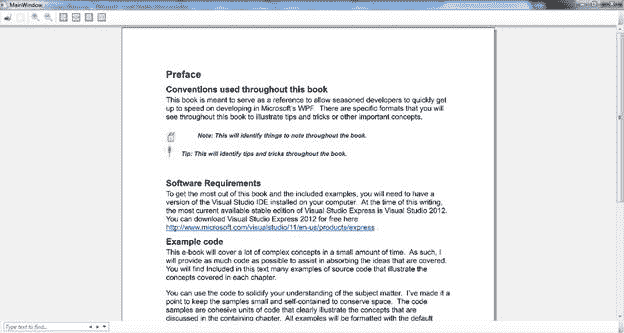 MainWindow
Preface
Conventions used throughout this book
This book is meant to serve as a reference to allow seasoned developers to quickly get
up to speed on developing in Microsoft's WPF. There are specific formats that you will
see throughout this book to illustrate tips and tricks or other important concepts.
Note: This will identify things to note throughout the book.
Tip: This will identify tips and tricks throughout the book.
Software Requirements
To get the most out of this book and the included examples, you will need to have a
version of the Visual Studio IDE installed on your computer. At the time of this writing,
the most current available stable edition of Visual Studio Express is Visual Studio 2012.
You can download Visual Studio Express 2012 for free here:
http://www.microsoft.com/visualstudio/11/en-us/products/express .
Example code
This e-book will cover a lot of complex concepts in a small amount of time. As such, I
will provide as much code as possible to assist in absorbing the ideas that are covered.
You will find Included in this text many examples of source code that illustrate the
concepts covered in each chapter.
You can use the code to solidify your understanding of the subject matter. I've made it a
point to keep the samples small and self-contained to conserve space. The code
samples are cohesive units of code that clearly illustrate the concepts that are
discussed in the containing chapter. All examples will be formatted with the default
Type text to find...